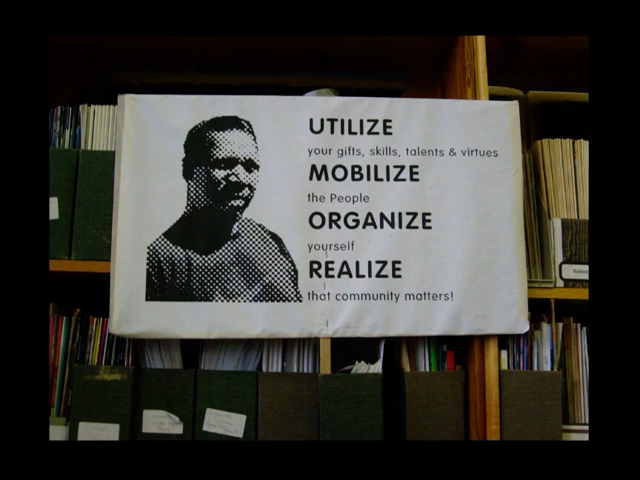 UTILIZE
your gifts, skills, talents & virtues
MOBILIZE
the People
ORGANIZE
yourself
REALIZE
that community matters!